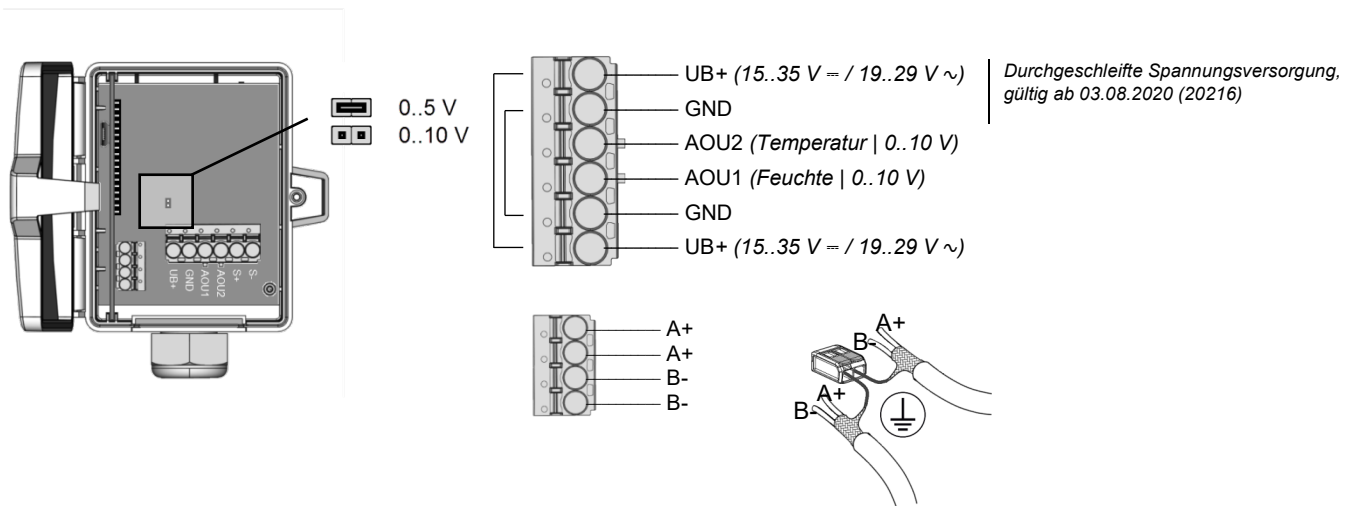 0..5 V
0..10 V
UB+
GND
AOU1
AOU2
S+
S-
UB+ (15..35 V ⎓ / 19..29 V ~)
GND
AOU2 (Temperatur | 0..10 V)
AOU1 (Feuchte | 0..10 V)
GND
UB+ (15..35 V ⎓ / 19..29 V ~)
Durchgeschleifte Spannungsversorgung,
gültig ab 03.08.2020 (20216)
A+
A+
B-
B-
A+
B-
A+
B-